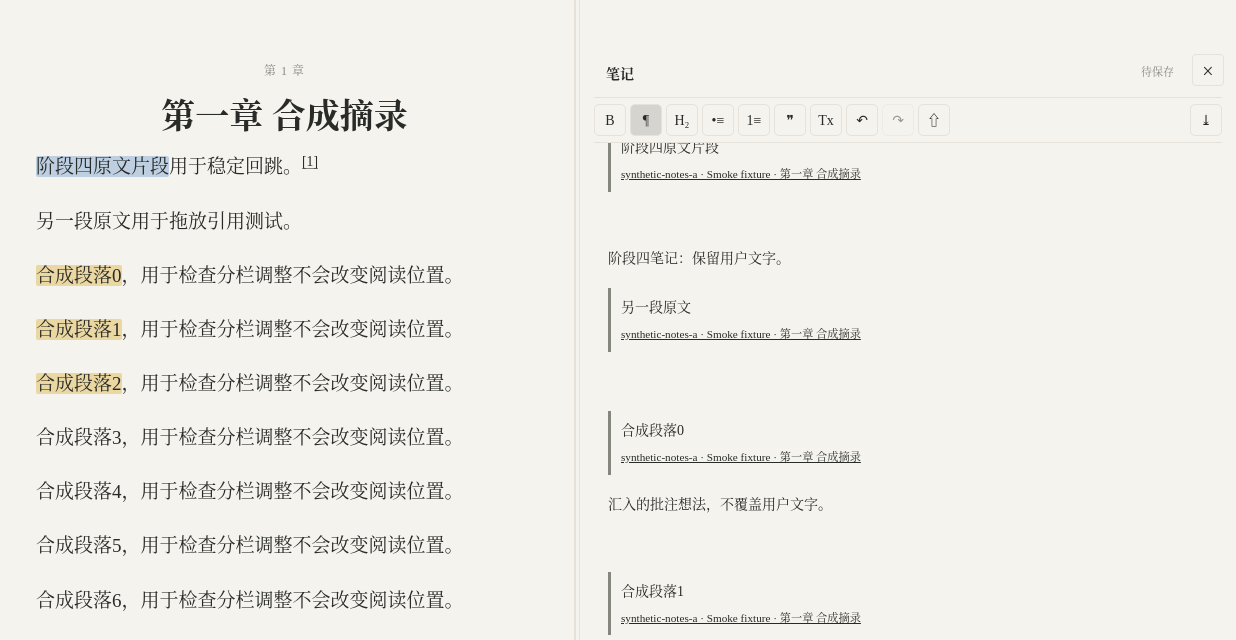 第 1 章
第一章 合成摘录
阶段四原文片段用于稳定回跳。[1]
另一段原文用于拖放引用测试。
合成段落0，用于检查分栏调整不会改变阅读位置。
合成段落1，用于检查分栏调整不会改变阅读位置。
合成段落2，用于检查分栏调整不会改变阅读位置。
合成段落3，用于检查分栏调整不会改变阅读位置。
合成段落4，用于检查分栏调整不会改变阅读位置。
合成段落5，用于检查分栏调整不会改变阅读位置。
合成段落6，用于检查分栏调整不会改变阅读位置。
笔记
待保存 ×
B ¶ H₂ •≡ 1≡ ❞ Tx ↶ ↷ ⇧ ⤓
阶段四原文片段
synthetic-notes-a · Smoke fixture · 第一章 合成摘录
阶段四笔记：保留用户文字。
另一段原文
synthetic-notes-a · Smoke fixture · 第一章 合成摘录
合成段落0
synthetic-notes-a · Smoke fixture · 第一章 合成摘录
汇入的批注想法，不覆盖用户文字。
合成段落1
synthetic-notes-a · Smoke fixture · 第一章 合成摘录